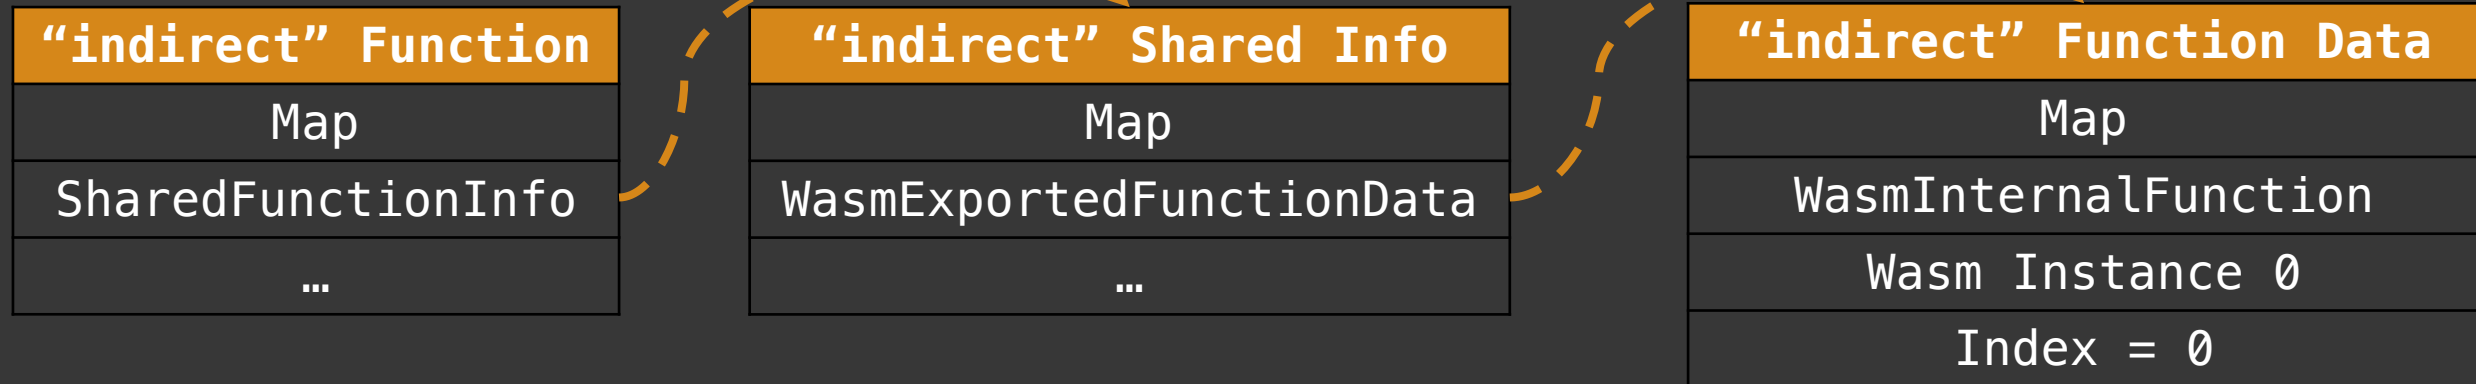 “indirect” Function
Map
SharedFunctionInfo
…
“indirect” Shared Info
Map
WasmExportedFunctionData
…
“indirect” Function Data
Map
WasmInternalFunction
Wasm Instance 0
Index = 0